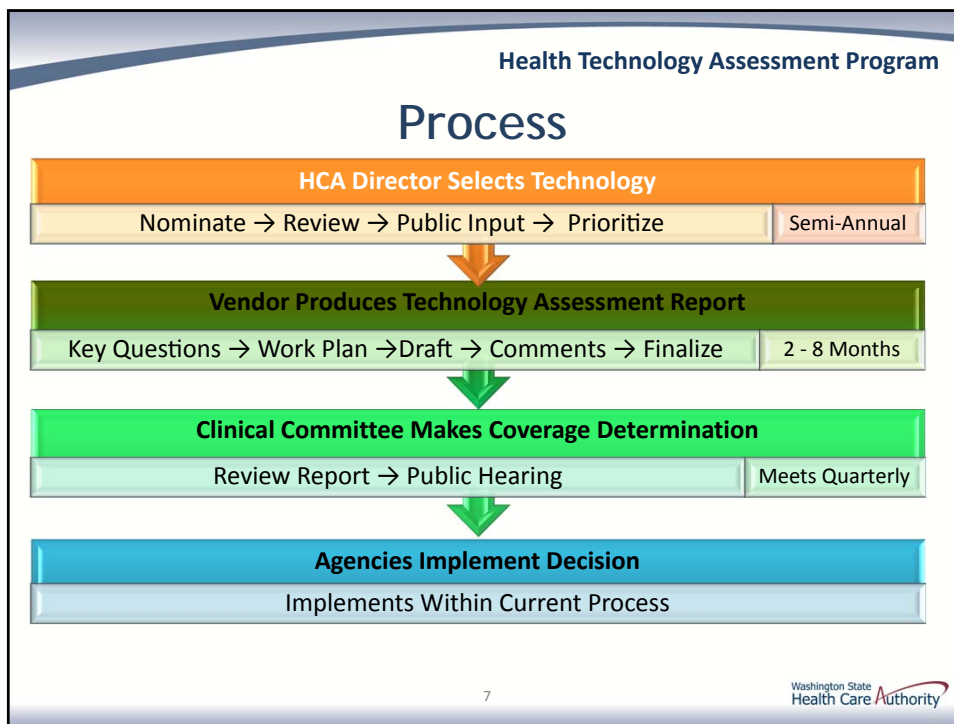 Health Technology Assessment Program
Process
HCA Director Selects Technology
Nominate → Review → Public Input → Prioritize
Semi-Annual
Vendor Produces Technology Assessment Report
Key Questions → Work Plan →Draft → Comments → Finalize
2 - 8 Months
Clinical Committee Makes Coverage Determination
Review Report → Public Hearing
Meets Quarterly
Agencies Implement Decision
Implements Within Current Process
7
Washington State
Health Care Authority